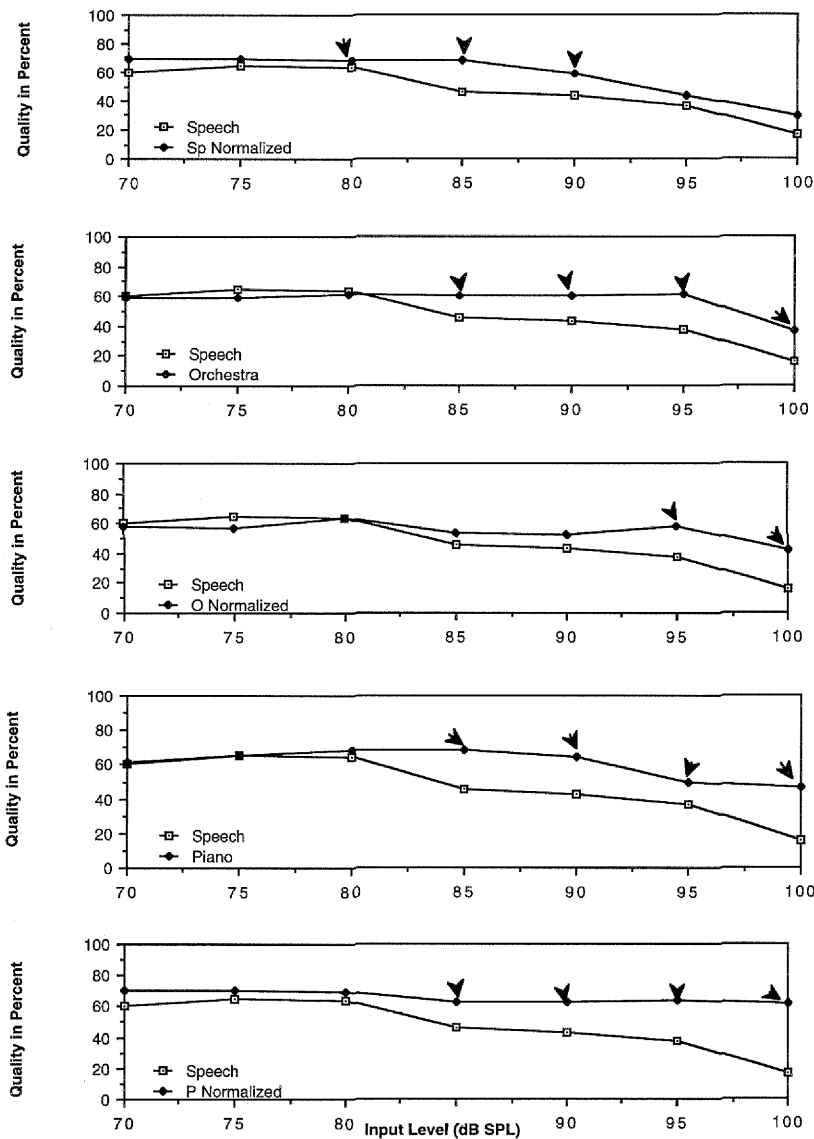 Quality in Percent
100
80
60
40
20
0
Speech
Sp Normalized
70 75 80 85 90 95 100
Quality in Percent
100
80
60
40
20
0
Speech
Orchestra
70 75 80 85 90 95 100
Quality in Percent
100
80
60
40
20
0
Speech
O Normalized
70 75 80 85 90 95 100
Quality in Percent
100
80
60
40
20
0
Speech
Piano
70 75 80 85 90 95 100
Quality in Percent
100
80
60
40
20
0
Speech
P Normalized
70 75 80 85 90 95 100
Input Level (dB SPL)